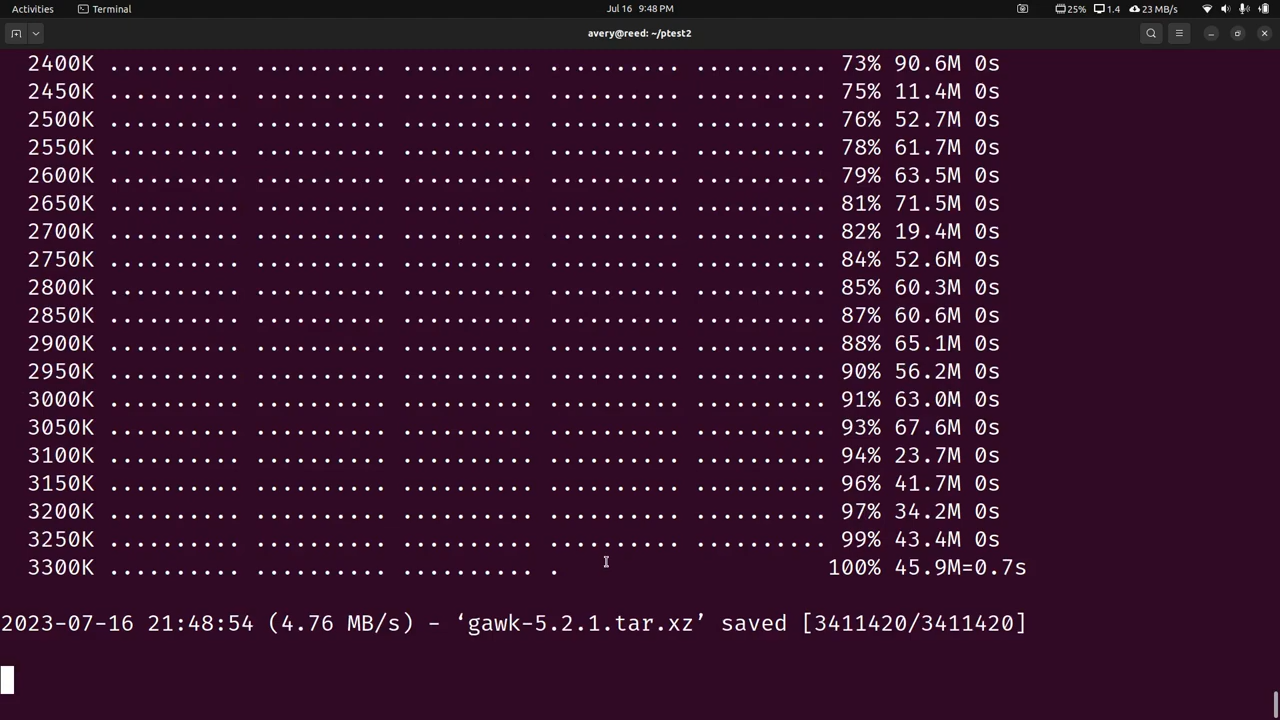 Activities Terminal Jul 16 9:48 PM 25% 1.4 23 MB/s
avery@reed: ~/ptest2
2400K .......... .......... .......... .......... .......... 73% 90.6M 0s
2450K .......... .......... .......... .......... .......... 75% 11.4M 0s
2500K .......... .......... .......... .......... .......... 76% 52.7M 0s
2550K .......... .......... .......... .......... .......... 78% 61.7M 0s
2600K .......... .......... .......... .......... .......... 79% 63.5M 0s
2650K .......... .......... .......... .......... .......... 81% 71.5M 0s
2700K .......... .......... .......... .......... .......... 82% 19.4M 0s
2750K .......... .......... .......... .......... .......... 84% 52.6M 0s
2800K .......... .......... .......... .......... .......... 85% 60.3M 0s
2850K .......... .......... .......... .......... .......... 87% 60.6M 0s
2900K .......... .......... .......... .......... .......... 88% 65.1M 0s
2950K .......... .......... .......... .......... .......... 90% 56.2M 0s
3000K .......... .......... .......... .......... .......... 91% 63.0M 0s
3050K .......... .......... .......... .......... .......... 93% 67.6M 0s
3100K .......... .......... .......... .......... .......... 94% 23.7M 0s
3150K .......... .......... .......... .......... .......... 96% 41.7M 0s
3200K .......... .......... .......... .......... .......... 97% 34.2M 0s
3250K .......... .......... .......... .......... .......... 99% 43.4M 0s
3300K .......... .......... .......... . 100% 45.9M=0.7s
2023-07-16 21:48:54 (4.76 MB/s) - ‘gawk-5.2.1.tar.xz’ saved [3411420/3411420]